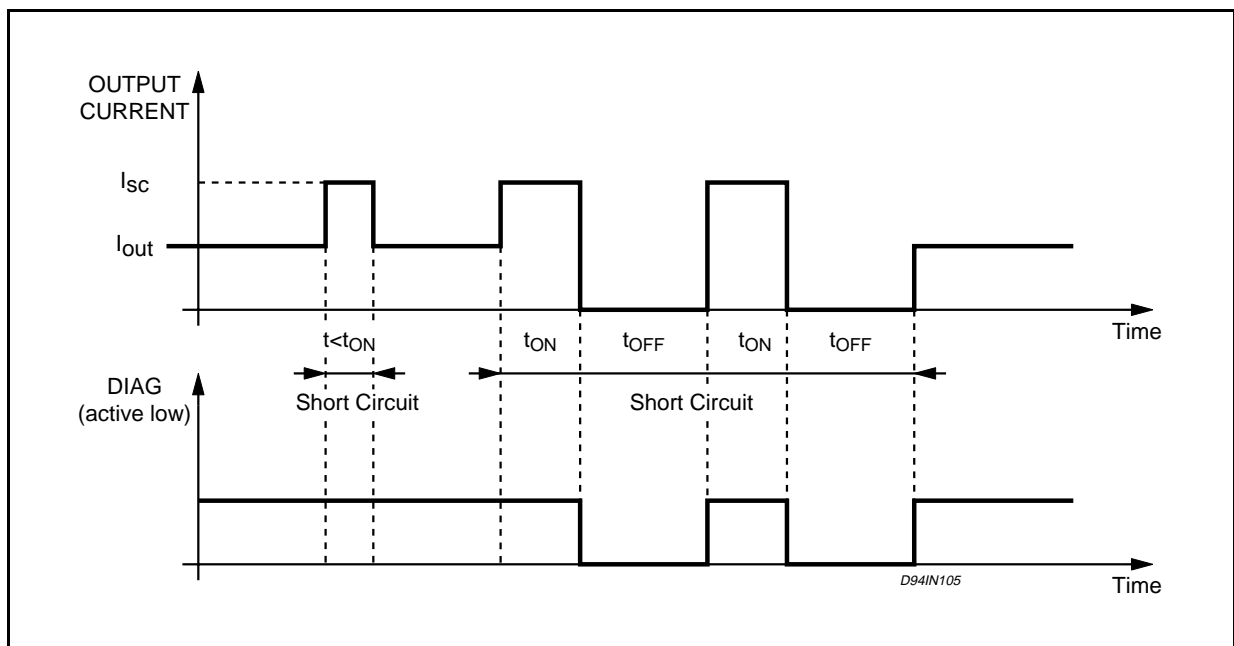 OUTPUT
CURRENT
Isc
Iout
Time
t<tON
tON
tOFF
tON
tOFF
DIAG
(active low)
Short Circuit
Short Circuit
D94IN105
Time